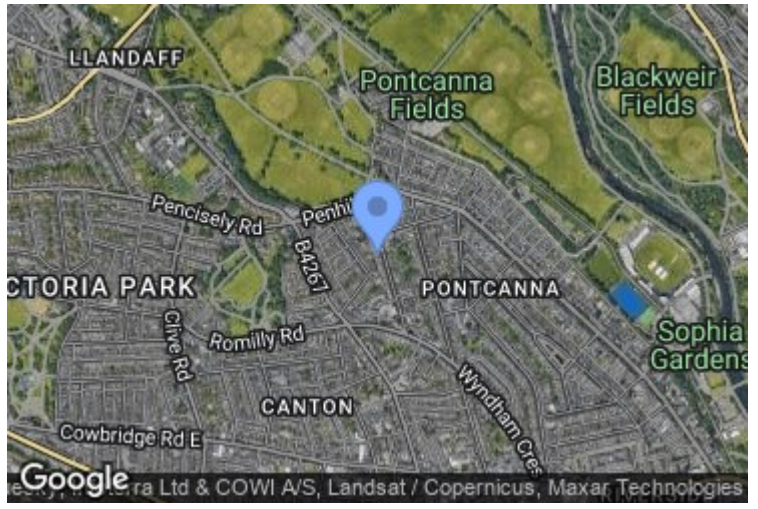 LLANDAFF
Pontcanna
Fields
Blackweir
Fields
Pencisely Rd
B4267
PONTCANNA
CTORIA PARK
Clive Rd
Romilly Rd
Sophia
Gardens
CANTON
Wyndham Cres
Cowbridge Rd E
Google
Ltd & COWI A/S, Landsat / Copernicus, Maxar Technologies